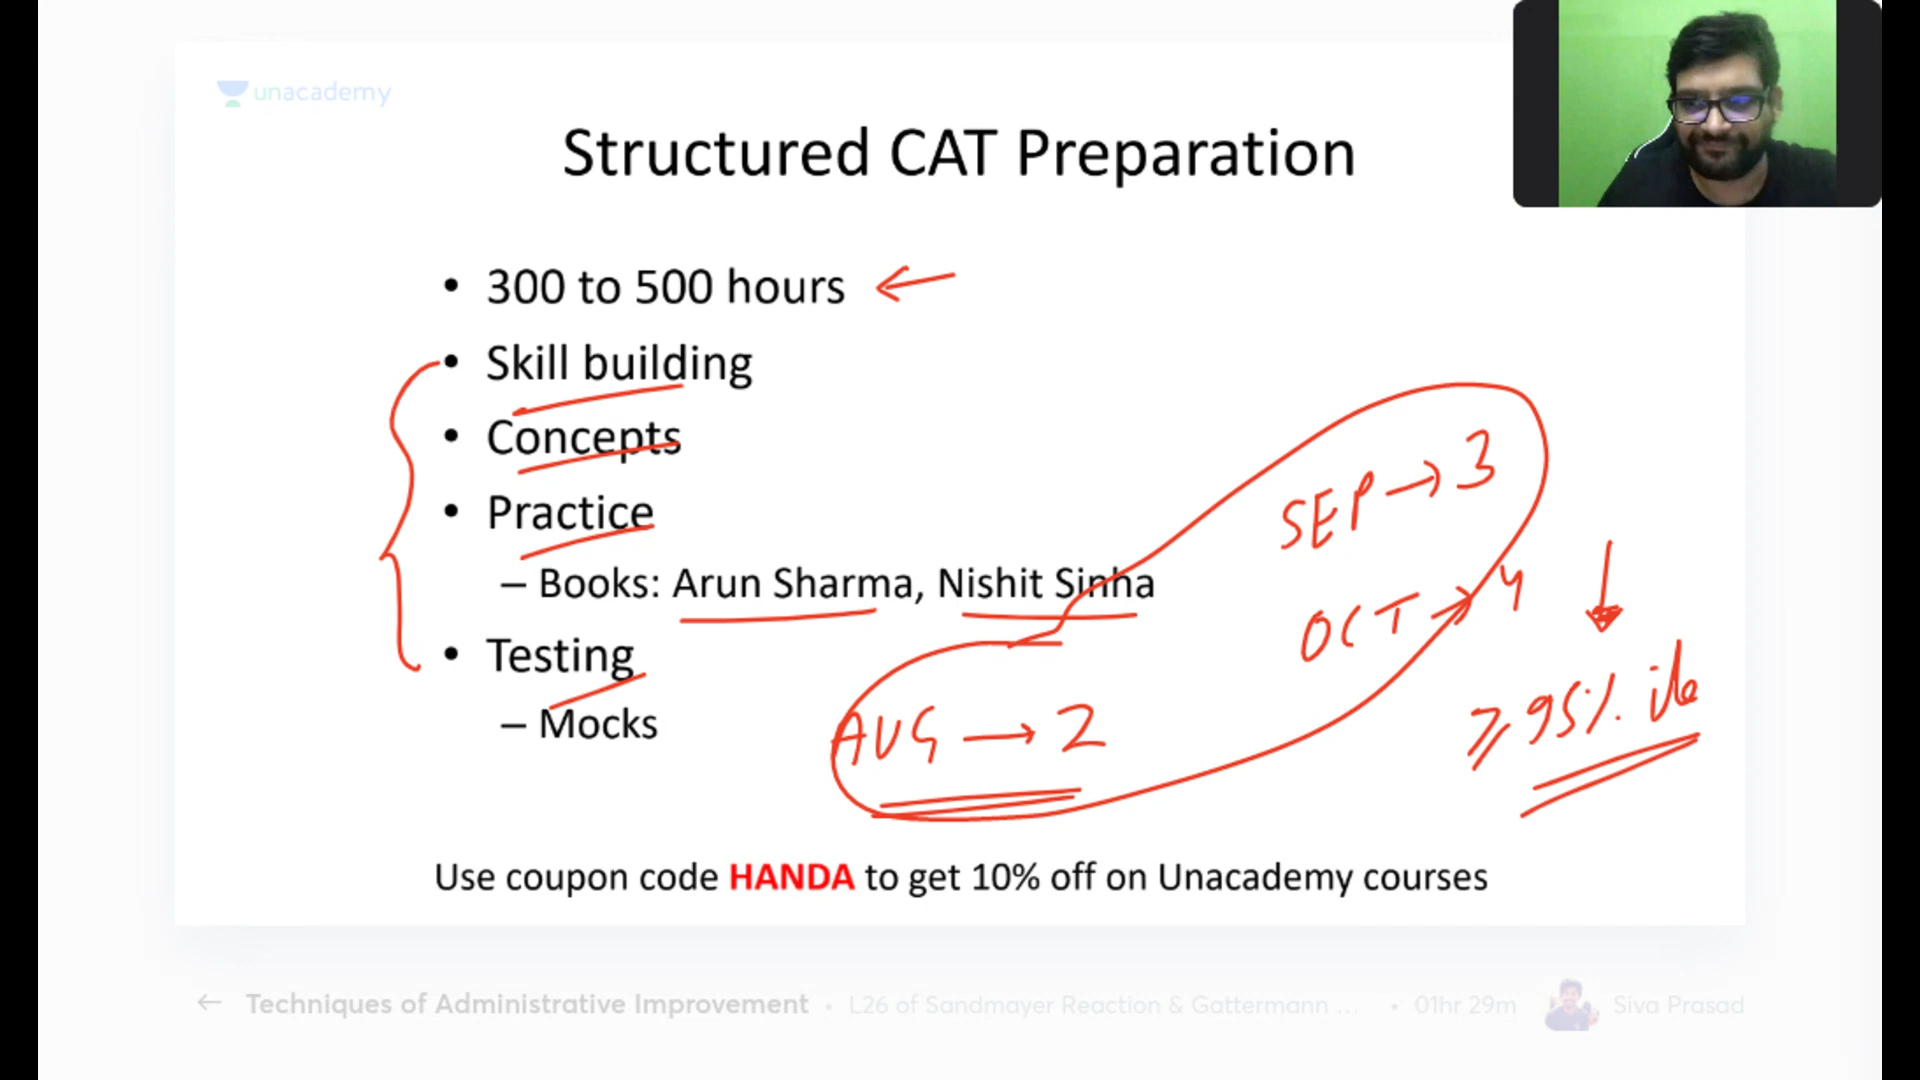 unacademy
Structured CAT Preparation
• 300 to 500 hours ←
• Skill building
• Concepts
• Practice
– Books: Arun Sharma, Nishit Sinha
• Testing
– Mocks
SEP → 3
OCT → 4
AUG → 2
≥ 95% ile
Use coupon code HANDA to get 10% off on Unacademy courses
← Techniques of Administrative Improvement • L26 of Sandmayer Reaction & Gattermann ... • 01hr 29m Siva Prasad